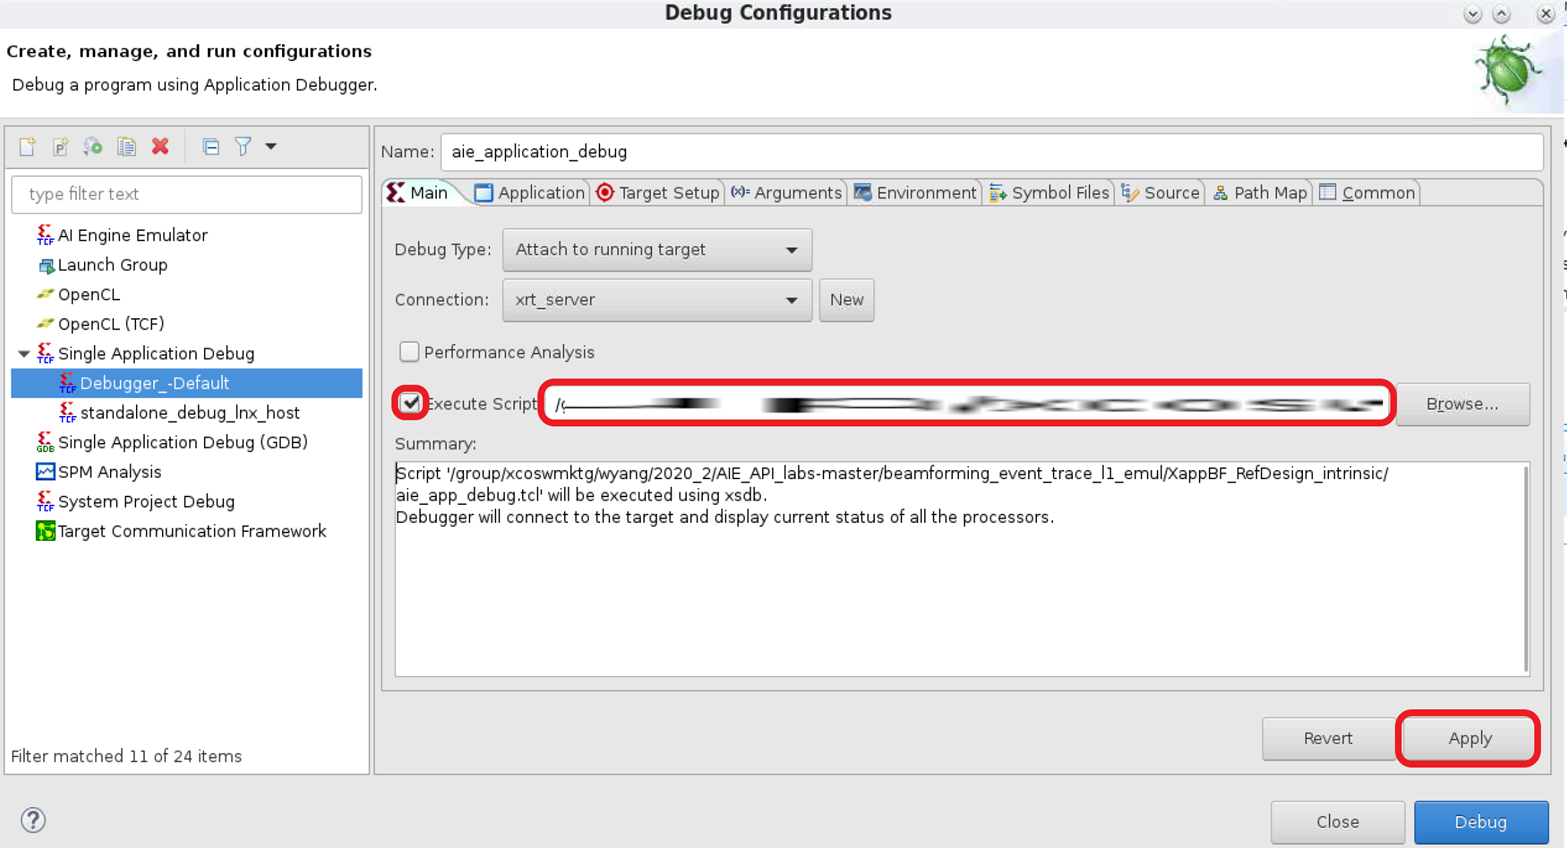 Debug Configurations
Create, manage, and run configurations
Debug a program using Application Debugger.
type filter text
AI Engine Emulator
Launch Group
OpenCL
OpenCL (TCF)
Single Application Debug
Debugger_-Default
standalone_debug_lnx_host
Single Application Debug (GDB)
SPM Analysis
System Project Debug
Target Communication Framework
Filter matched 11 of 24 items
Name: aie_application_debug
Main Application Target Setup (x)= Arguments Environment Symbol Files Source Path Map Common
Debug Type: Attach to running target
Connection: xrt_server New
Performance Analysis
Execute Script Browse...
Summary:
Script '/group/xcoswmktg/wyang/2020_2/AIE_API_labs-master/beamforming_event_trace_l1_emul/XappBF_RefDesign_intrinsic/
aie_app_debug.tcl' will be executed using xsdb.
Debugger will connect to the target and display current status of all the processors.
Revert Apply
Close Debug